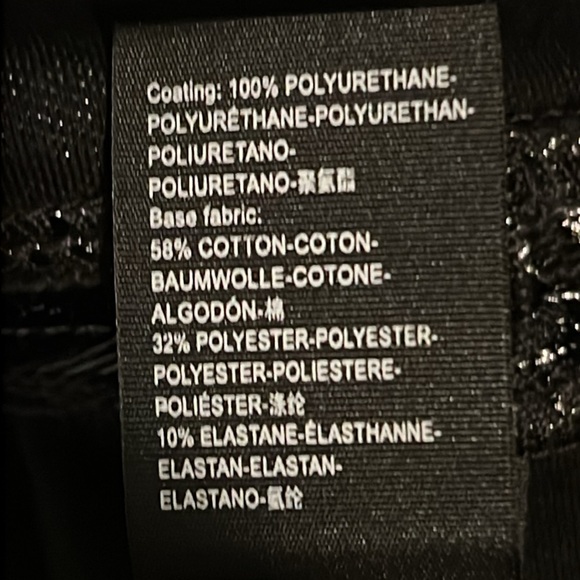 Coating: 100% POLYURETHANE-
POLYURÉTHANE-POLYURETHAN-
POLIURETANO-
POLIURETANO-聚氨酯
Base fabric:
58% COTTON-COTON-
BAUMWOLLE-COTONE-
ALGODÓN-棉
32% POLYESTER-POLYESTER-
POLYESTER-POLIESTERE-
POLIÉSTER-涤纶
10% ELASTANE-ÉLASTHANNE-
ELASTAN-ELASTAN-
ELASTANO-氨纶